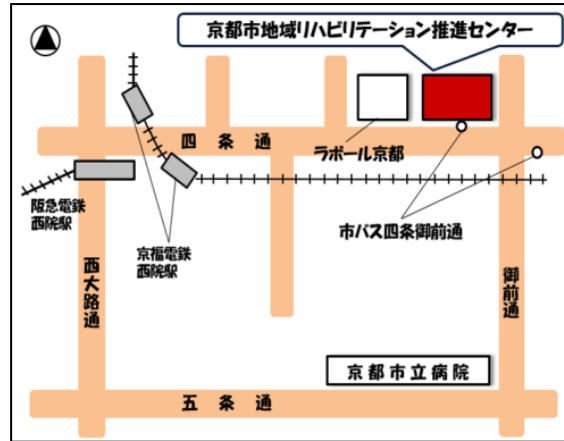 京都市地域リハビリテーション推進センター
四条通
ラボール京都
阪急電鉄
西院駅
京福電鉄
西院駅
市バス四条御前通
西大路通
御前通
京都市立病院
五条通